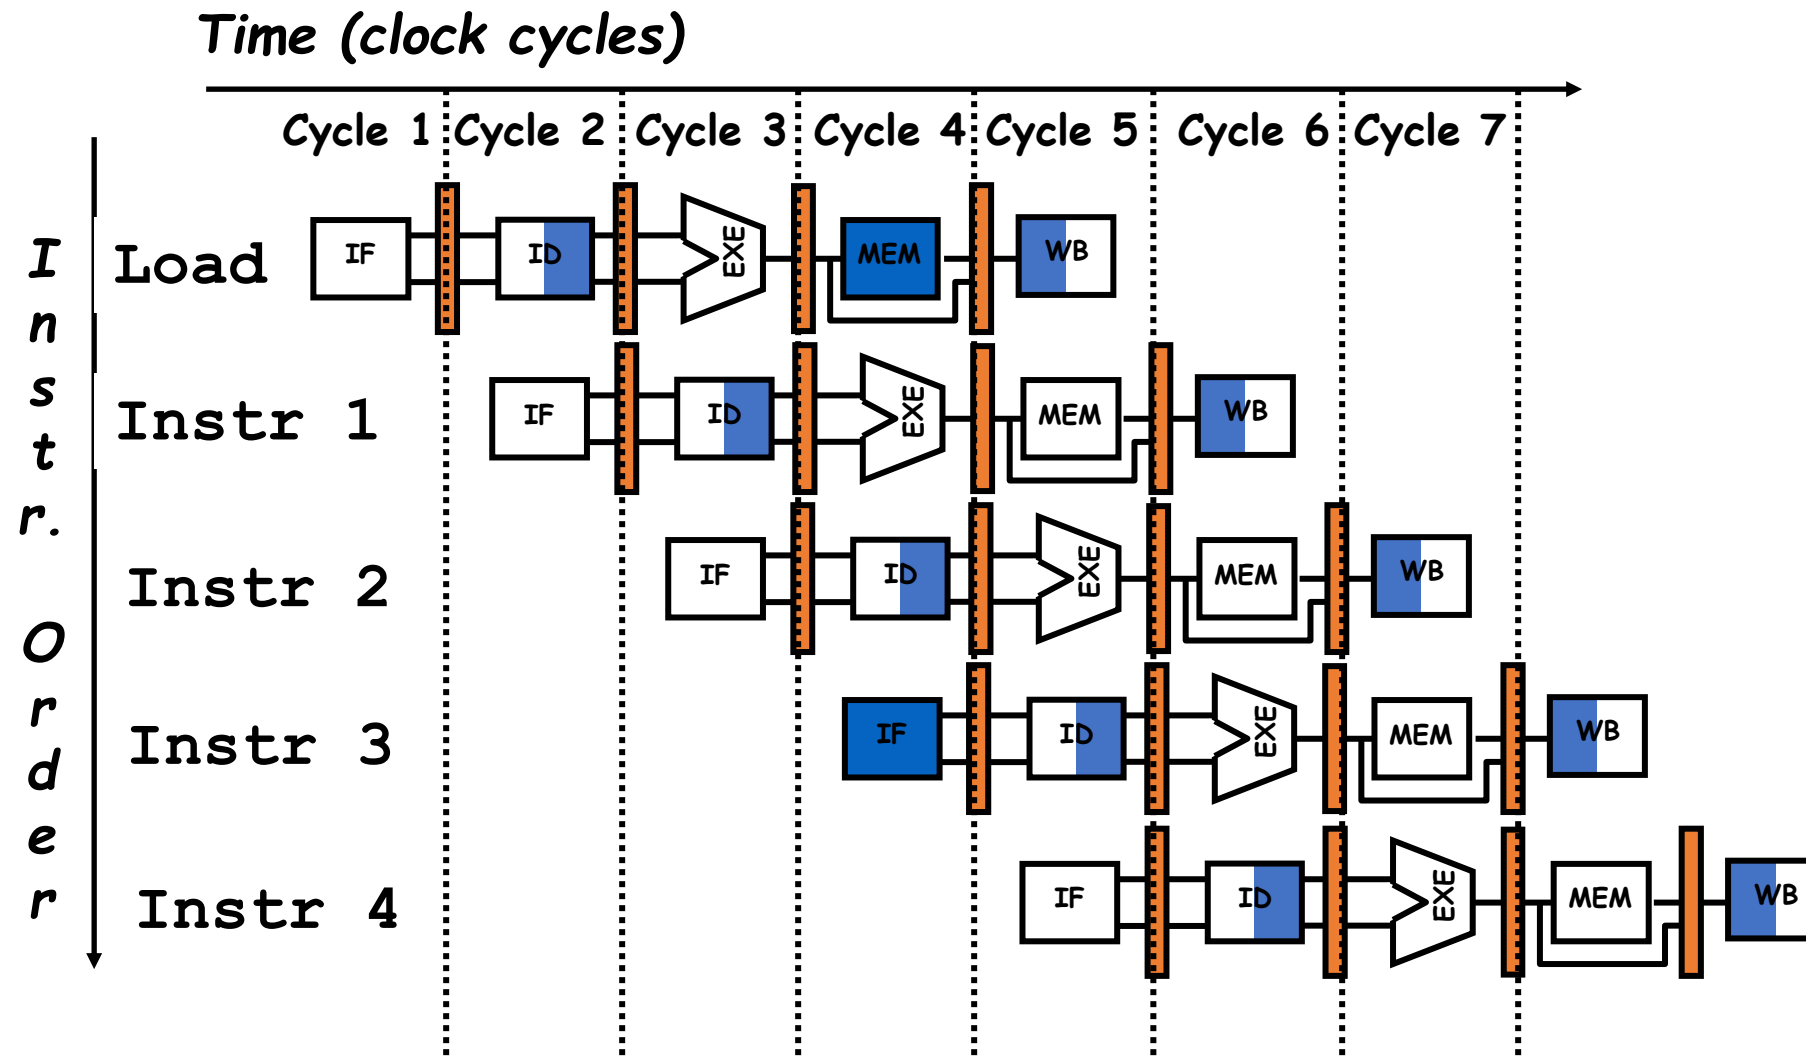 Time (clock cycles)
Cycle 1 Cycle 2 Cycle 3 Cycle 4 Cycle 5 Cycle 6 Cycle 7
Instr. Order
Load IF ID EXE MEM WB
Instr 1 IF ID EXE MEM WB
Instr 2 IF ID EXE MEM WB
Instr 3 IF ID EXE MEM WB
Instr 4 IF ID EXE MEM WB